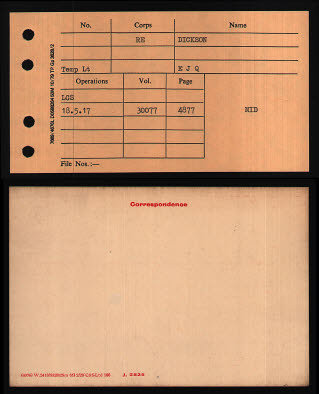 No. Corps Name
RE DICKSON
Temp Lt E J Q
Operations Vol. Page
LGS
18.5.17 30077 4877 MID
File Nos.:—
Correspondence
J. 2626